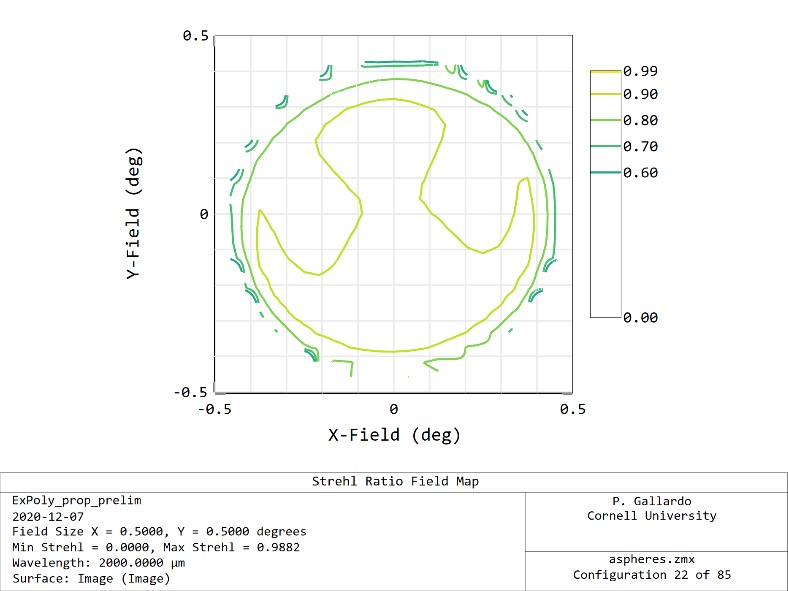 0.5
0
-0.5
-0.5
0
0.5
Y-Field (deg)
X-Field (deg)
0.99
0.90
0.80
0.70
0.60
0.00
Strehl Ratio Field Map
ExPoly_prop_prelim
2020-12-07
Field Size X = 0.5000, Y = 0.5000 degrees
Min Strehl = 0.0000, Max Strehl = 0.9882
Wavelength: 2000.0000 µm
Surface: Image (Image)
P. Gallardo
Cornell University
aspheres.zmx
Configuration 22 of 85